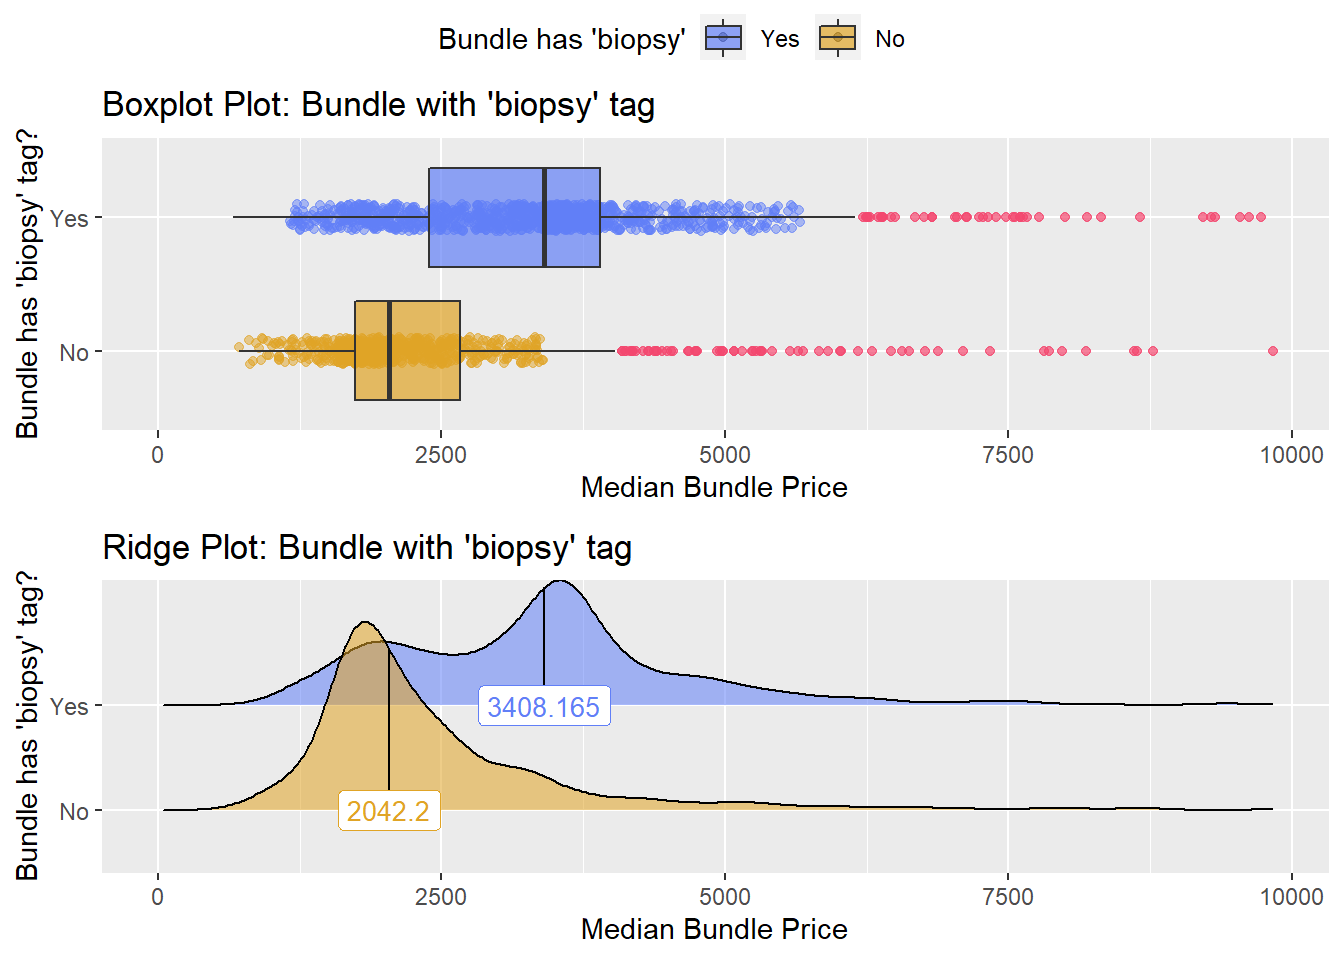 Bundle has 'biopsy' Yes No
Boxplot Plot: Bundle with 'biopsy' tag
Bundle has 'biopsy' tag?
Yes
No
0 2500 5000 7500 10000
Median Bundle Price
Ridge Plot: Bundle with 'biopsy' tag
Bundle has 'biopsy' tag?
Yes
3408.165
No
2042.2
0 2500 5000 7500 10000
Median Bundle Price